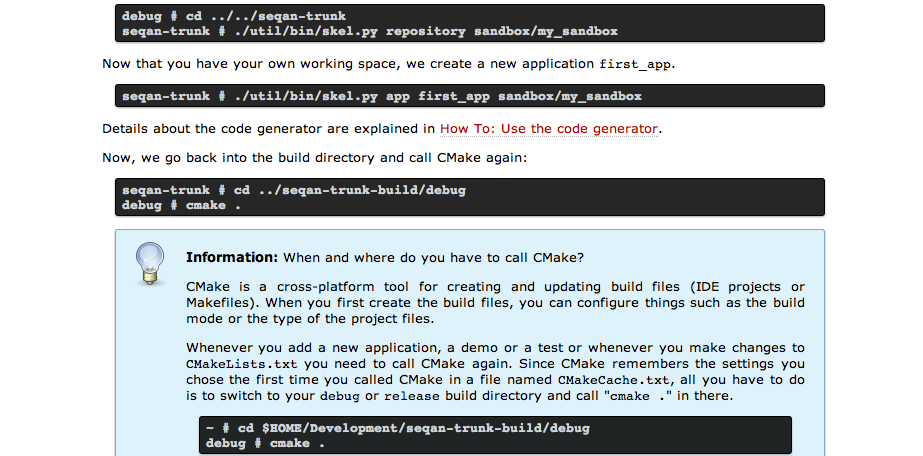 debug # cd ../../seqan-trunk
seqan-trunk # ./util/bin/skel.py repository sandbox/my_sandbox
Now that you have your own working space, we create a new application first_app.
seqan-trunk # ./util/bin/skel.py app first_app sandbox/my_sandbox
Details about the code generator are explained in How To: Use the code generator.
Now, we go back into the build directory and call CMake again:
seqan-trunk # cd ../seqan-trunk-build/debug
debug # cmake .
Information: When and where do you have to call CMake?
CMake is a cross-platform tool for creating and updating build files (IDE projects or
Makefiles). When you first create the build files, you can configure things such as the build
mode or the type of the project files.
Whenever you add a new application, a demo or a test or whenever you make changes to
CMakeLists.txt you need to call CMake again. Since CMake remembers the settings you
chose the first time you called CMake in a file named CMakeCache.txt, all you have to do
is to switch to your debug or release build directory and call "cmake ." in there.
~ # cd $HOME/Development/seqan-trunk-build/debug
debug # cmake .